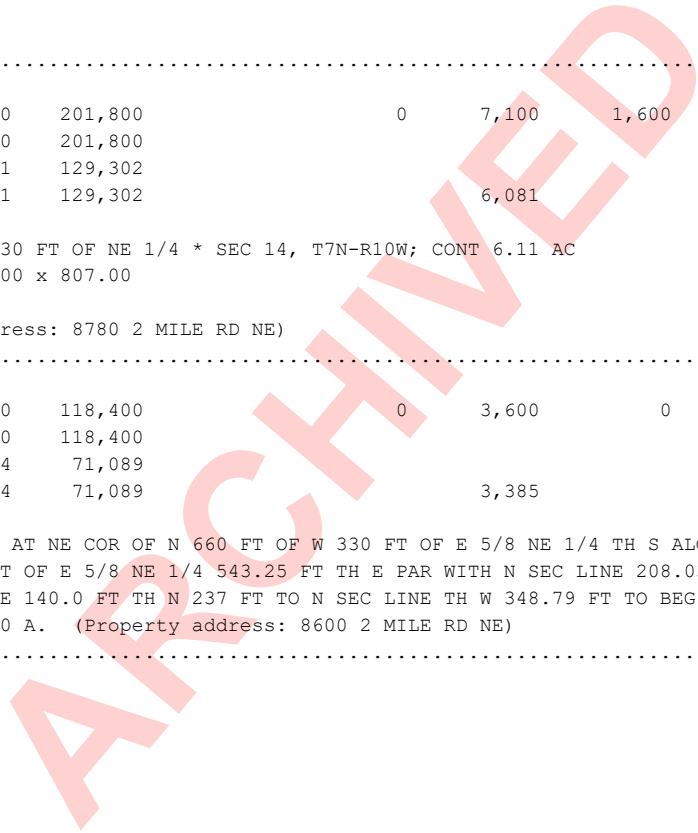 ................................................................
0 201,800 0 7,100 1,600
0 201,800
1 129,302
1 129,302 6,081
30 FT OF NE 1/4 * SEC 14, T7N-R10W; CONT 6.11 AC
00 x 807.00
ress: 8780 2 MILE RD NE)
................................................................
0 118,400 0 3,600 0
0 118,400
4 71,089
4 71,089 3,385
AT NE COR OF N 660 FT OF W 330 FT OF E 5/8 NE 1/4 TH S AL
T OF E 5/8 NE 1/4 543.25 FT TH E PAR WITH N SEC LINE 208.0
E 140.0 FT TH N 237 FT TO N SEC LINE TH W 348.79 FT TO BEG
0 A. (Property address: 8600 2 MILE RD NE)
................................................................
ARCHIVED